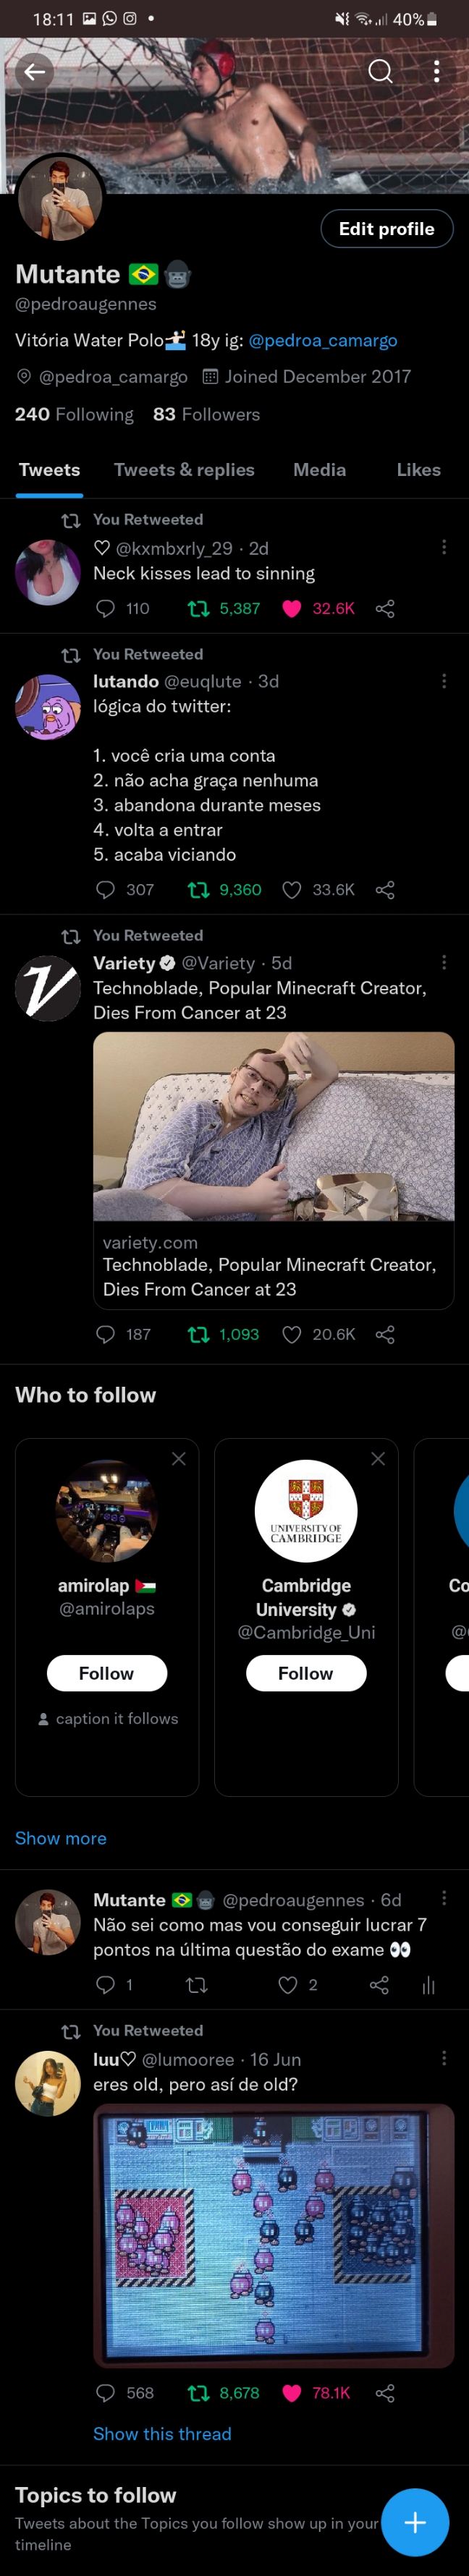 18:11
40%
Edit profile
Mutante 🇧🇷🦍
@pedroaugennes
Vitória Water Polo🤽🏻‍♂️ 18y ig: @pedroa_camargo
@pedroa_camargo Joined December 2017
240 Following 83 Followers
Tweets Tweets & replies Media Likes
You Retweeted
♡ @kxmbxrly_29 · 2d
Neck kisses lead to sinning
110 5,387 32.6K
You Retweeted
lutando @euqlute · 3d
lógica do twitter:
1. você cria uma conta
2. não acha graça nenhuma
3. abandona durante meses
4. volta a entrar
5. acaba viciando
307 9,360 33.6K
You Retweeted
Variety @Variety · 5d
Technoblade, Popular Minecraft Creator,
Dies From Cancer at 23
variety.com
Technoblade, Popular Minecraft Creator,
Dies From Cancer at 23
187 1,093 20.6K
Who to follow
UNIVERSITY OF
CAMBRIDGE
amirolap 🇵🇸
@amirolaps
Follow
caption it follows
Cambridge
University
@Cambridge_Uni
Follow
Co
@
Show more
Mutante 🇧🇷🦍 @pedroaugennes · 6d
Não sei como mas vou conseguir lucrar 7
pontos na última questão do exame 👀
1 2
You Retweeted
luu♡ @lumooree · 16 Jun
eres old, pero así de old?
568 8,678 78.1K
Show this thread
Topics to follow
Tweets about the Topics you follow show up in your
timeline